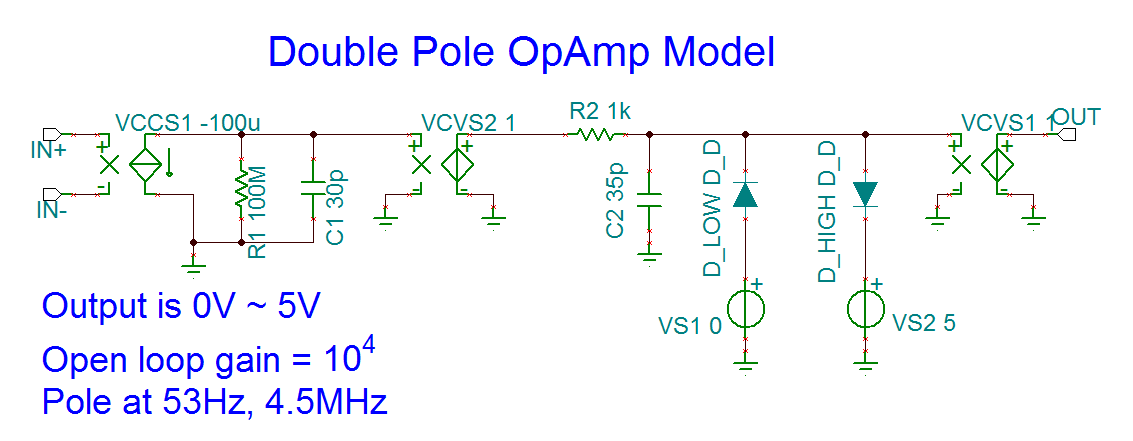 Double Pole OpAmp Model
IN+
IN-
VCCS1 -100u
+
-
R1 100M
C1 30p
VCVS2 1
+
-
+
-
R2 1k
C2 35p
D_LOW D_D
VS1 0
+
D_HIGH D_D
VS2 5
+
VCVS1 1
+
-
+
-
OUT
Output is 0V ~ 5V
Open loop gain = 10⁴
Pole at 53Hz, 4.5MHz